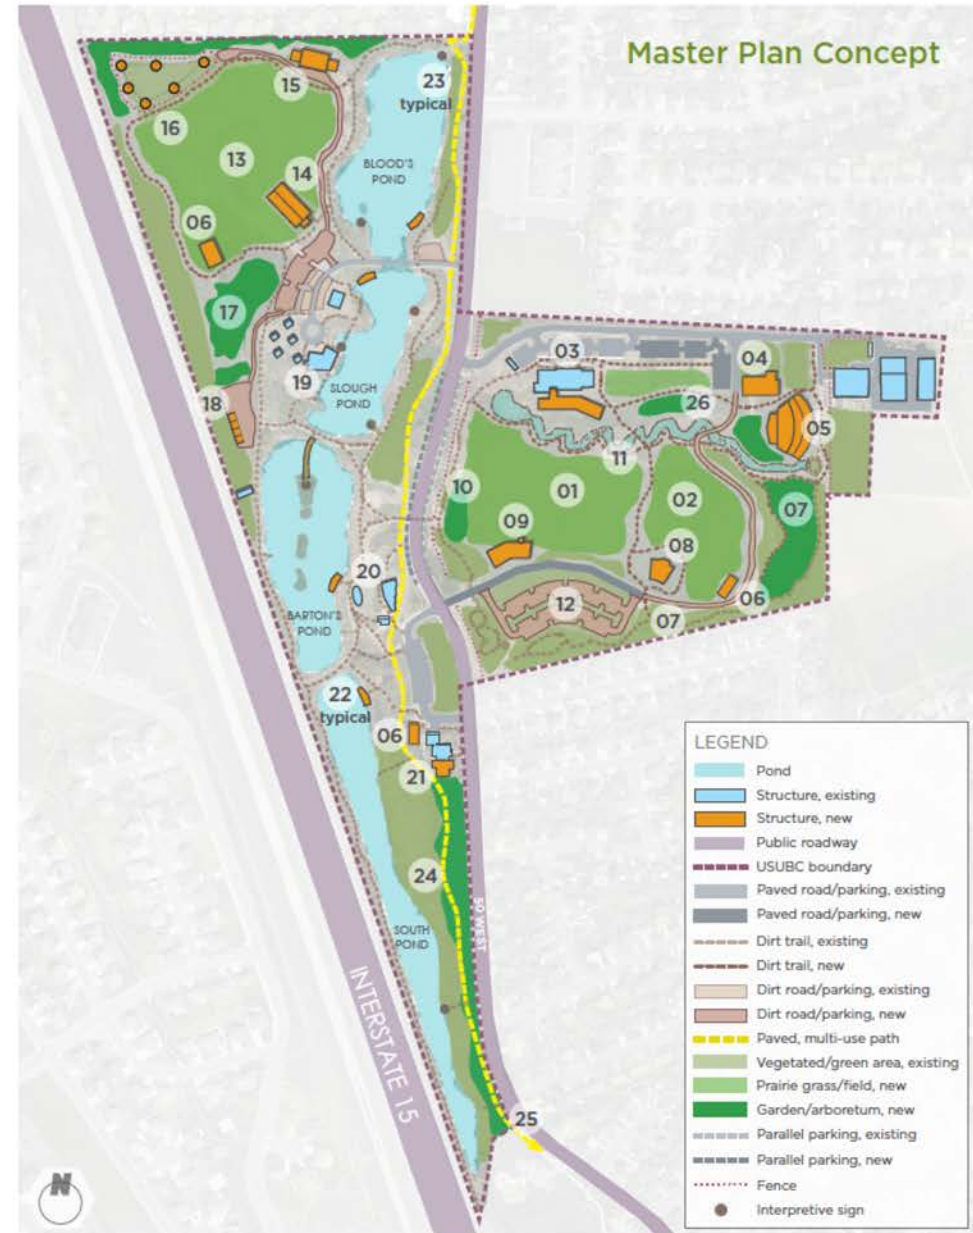 Master Plan Concept
23
typical
15
16
13
BLOOD'S
POND
14
06
17
03
04
19
SLOUGH
POND
26
18
05
11
10
01
02
07
09
08
20
12
06
BARTON'S
POND
07
22
typical
06
21
24
SOUTH
POND
50 WEST
INTERSTATE 15
25
N
LEGEND
Pond
Structure, existing
Structure, new
Public roadway
USUBC boundary
Paved road/parking, existing
Paved road/parking, new
Dirt trail, existing
Dirt trail, new
Dirt road/parking, existing
Dirt road/parking, new
Paved, multi-use path
Vegetated/green area, existing
Prairie grass/field, new
Garden/arboretum, new
Parallel parking, existing
Parallel parking, new
Fence
Interpretive sign